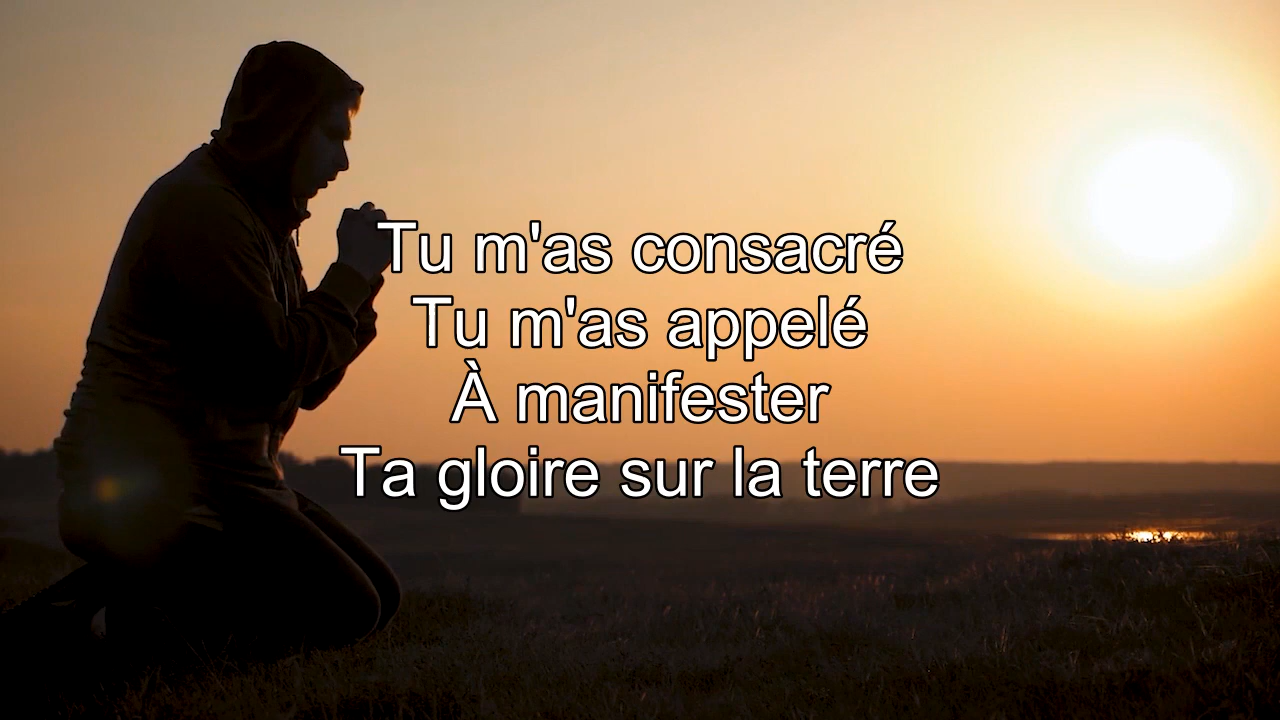 Tu m'as consacré
Tu m'as appelé
À manifester
Ta gloire sur la terre